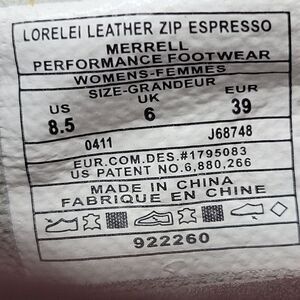 LORELEI LEATHER ZIP ESPRESSO
MERRELL
PERFORMANCE FOOTWEAR
WOMENS-FEMMES
SIZE-GRANDEUR
US UK EUR
8.5 6 39
0411 J68748
EUR.COM.DES.#1795083
US PATENT NO.6,880,266
MADE IN CHINA
FABRIQUE EN CHINE
922260